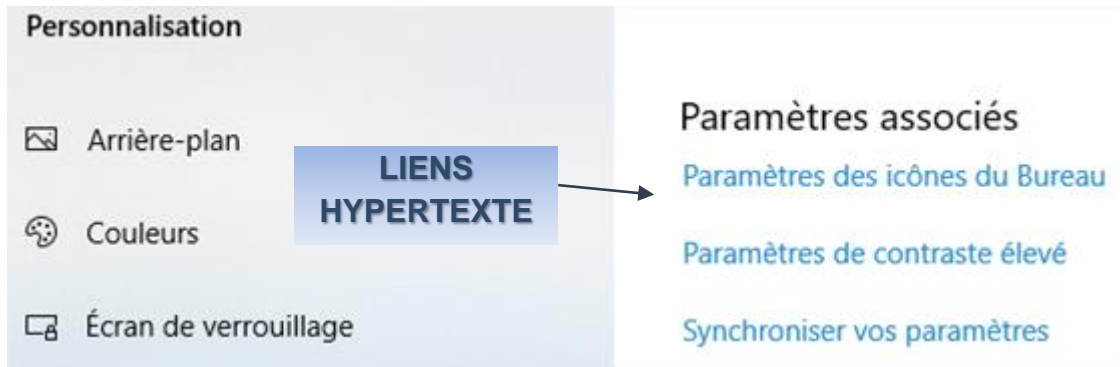 Personnalisation
Arrière-plan
Couleurs
Écran de verrouillage
LIENS
HYPERTEXTE
Paramètres associés
Paramètres des icônes du Bureau
Paramètres de contraste élevé
Synchroniser vos paramètres